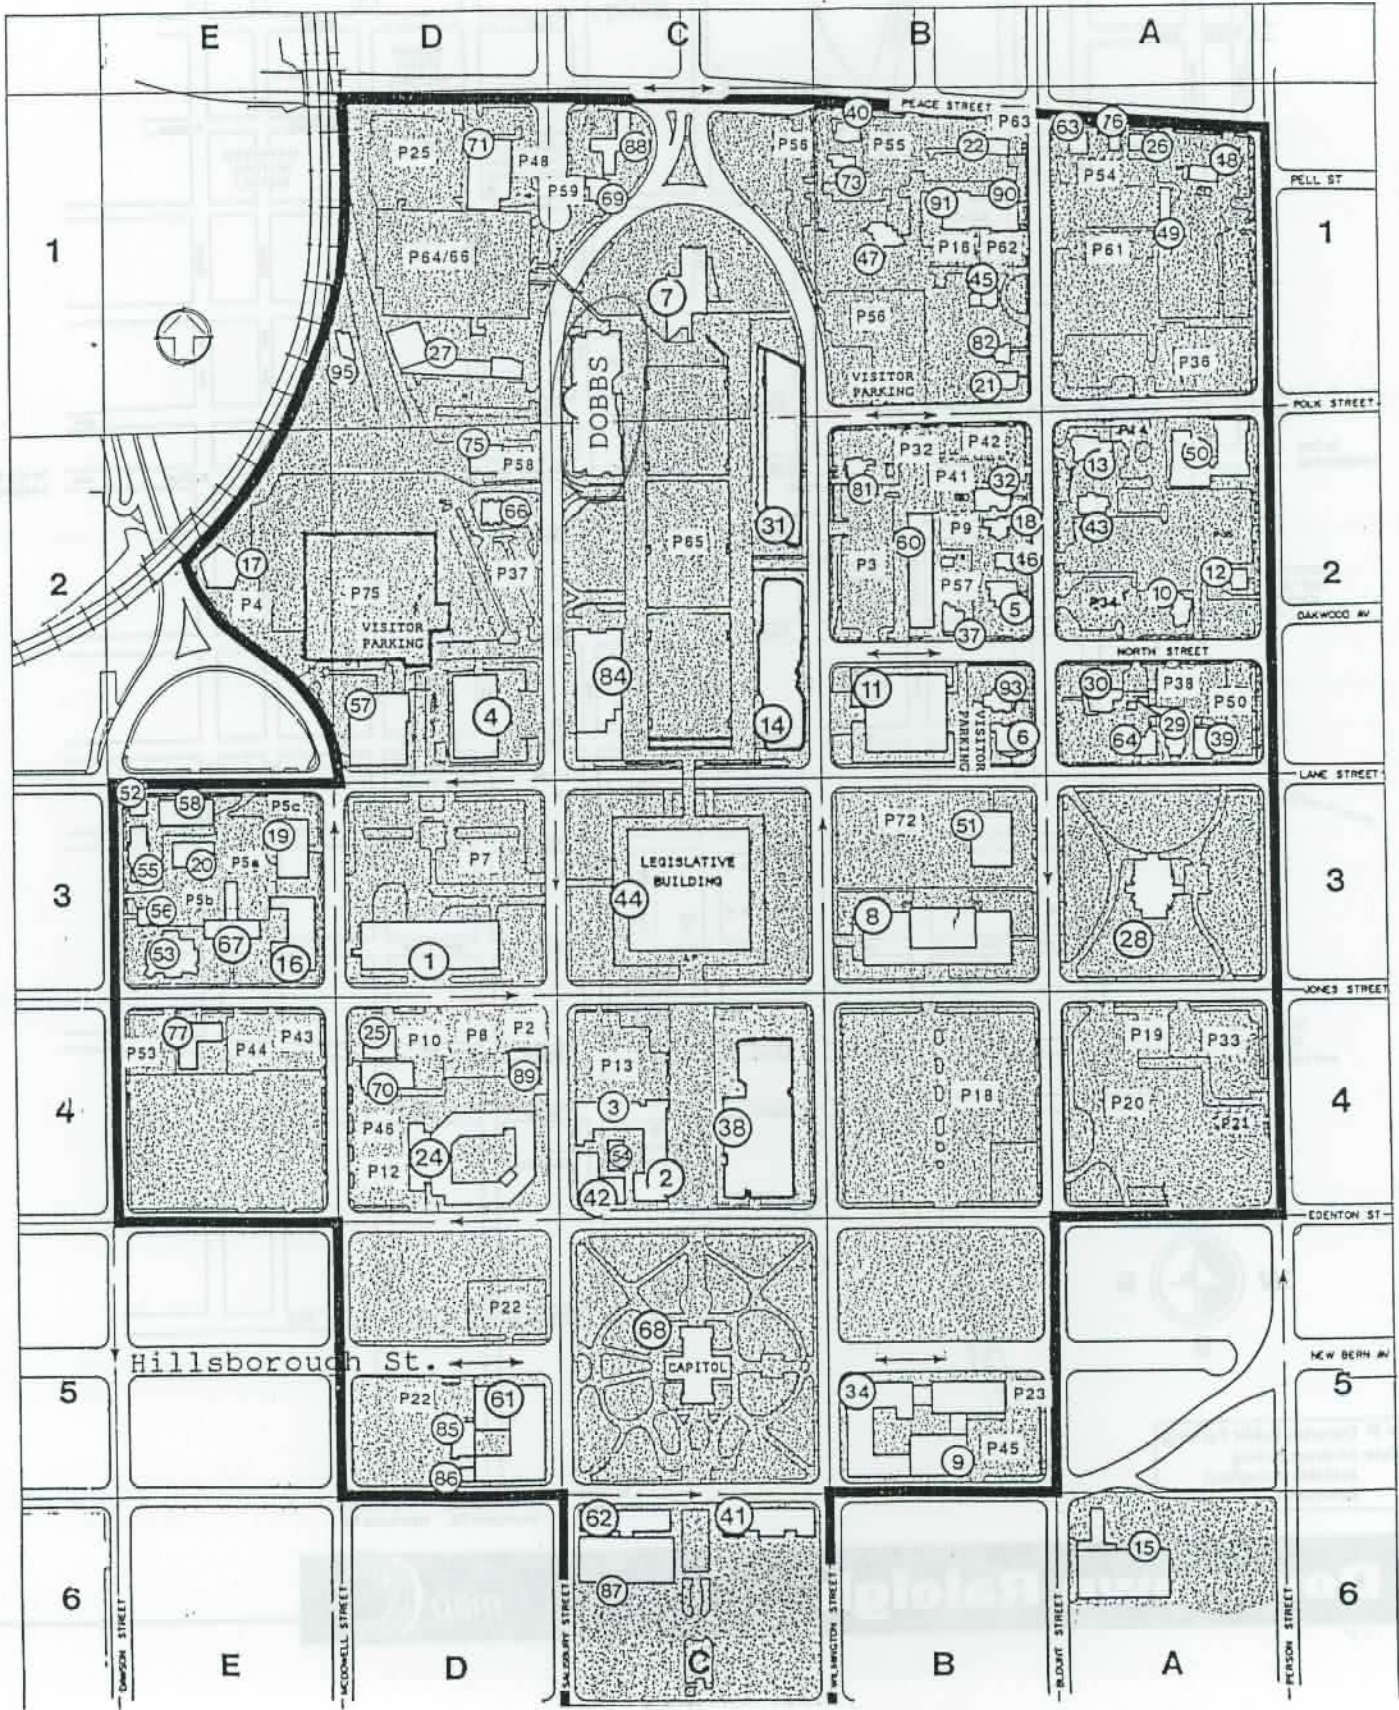 E D C B A
PEACE STREET
40 P63 63 76
P25 71 P48 88 P56 P55 22 26 48
P59 69 73 P54
91 90
PELL ST
1 P64/66 7 47 P16 P62 P61 49 1
45
P56
27 82 P36
95 DOBBS
VISITOR
PARKING
21
POLK STREET
75 P58 P32 P42 P44 50
81 P41 32 13
66 31 60 P9 18 43
17 P65 P3 46 P35
2 P75 P37 P57 12 2
P4 5 P34 10
VISITOR
PARKING
37
OAKWOOD AV
NORTH STREET
84 11 93 30 P38 P50
57 4 14 VISITOR
PARKING
6 64 29 39
LANE STREET
52 58 P5c P72
19 P7 LEGISLATIVE
BUILDING
51
55 20 P5a
3 P5b 44 8 3
56 67
53 16 1 28
JONES STREET
77 P43 25 P10 P8 P2 P19 P33
P53 P44 70 89 P13
4 3 P18 P20 4
P46 38 P21
24 54
P12 42 2
EDENTON ST
P22 68
Hillsborough St. CAPITOL NEW BERN AV
5 P22 61 34 P23 5
85
86 9 P45
62 41 15
87
6 6
DAWSON STREET
MCDOWELL STREET
SALISBURY STREET
WILMINGTON STREET
BLOUNT STREET
PERSON STREET
E D C B A